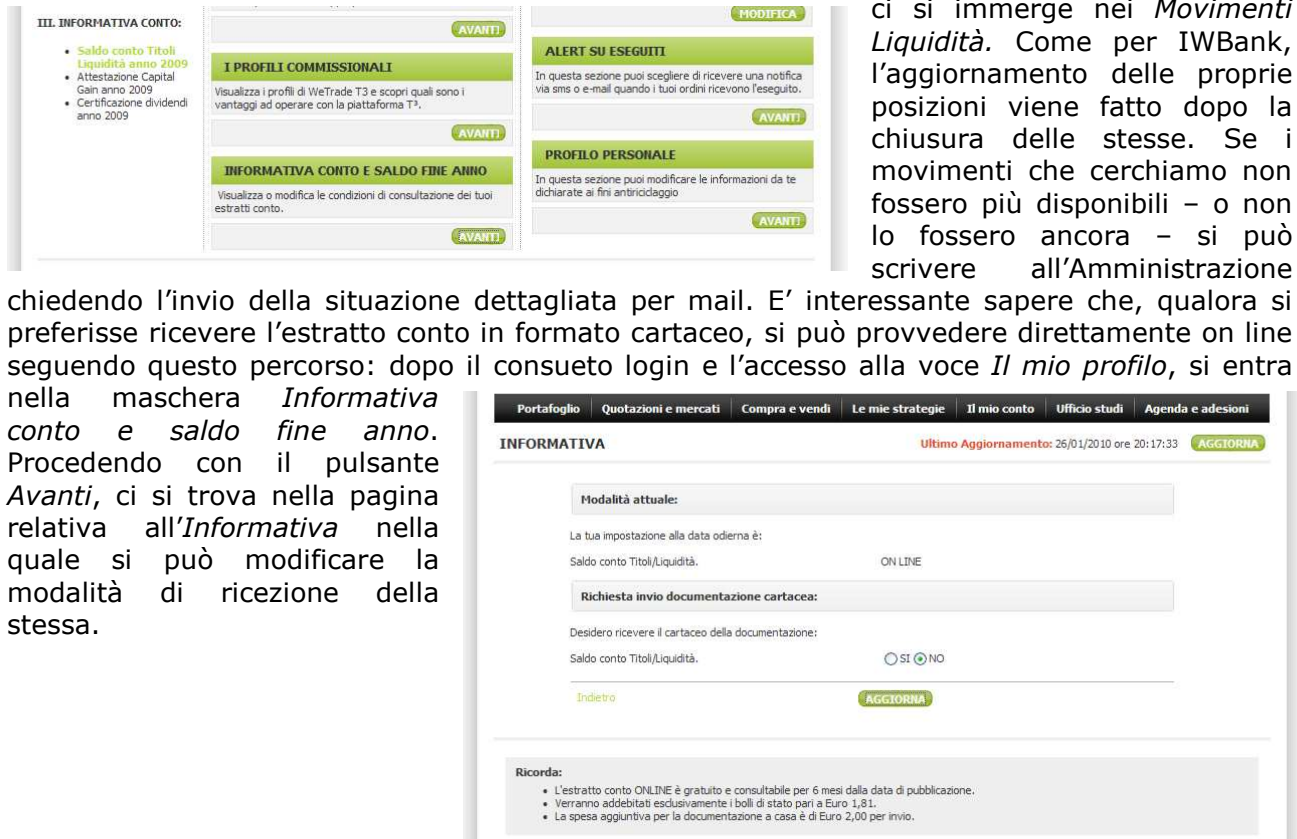 III. INFORMATIVA CONTO:
• Saldo conto Titoli
Liquidità anno 2009
• Attestazione Capital
Gain anno 2009
• Certificazione dividendi
anno 2009
AVANTI
I PROFILI COMMISSIONALI
Visualizza i profili di WeTrade T3 e scopri quali sono i
vantaggi ad operare con la piattaforma T³.
AVANTI
INFORMATIVA CONTO E SALDO FINE ANNO
Visualizza o modifica le condizioni di consultazione dei tuoi
estratti conto.
AVANTI
MODIFICA
ALERT SU ESEGUITI
In questa sezione puoi scegliere di ricevere una notifica
via sms o e-mail quando i tuoi ordini ricevono l'eseguito.
AVANTI
PROFILO PERSONALE
In questa sezione puoi modificare le informazioni da te
dichiarate ai fini antiriciclaggio
AVANTI
ci si immerge nei Movimenti
Liquidità. Come per IWBank,
l’aggiornamento delle proprie
posizioni viene fatto dopo la
chiusura delle stesse. Se i
movimenti che cerchiamo non
fossero più disponibili – o non
lo fossero ancora – si può
scrivere all’Amministrazione
chiedendo l’invio della situazione dettagliata per mail. E’ interessante sapere che, qualora si
preferisse ricevere l’estratto conto in formato cartaceo, si può provvedere direttamente on line
seguendo questo percorso: dopo il consueto login e l’accesso alla voce Il mio profilo, si entra
nella maschera Informativa
conto e saldo fine anno.
Procedendo con il pulsante
Avanti, ci si trova nella pagina
relativa all’Informativa nella
quale si può modificare la
modalità di ricezione della
stessa.
Portafoglio Quotazioni e mercati Compra e vendi Le mie strategie Il mio conto Ufficio studi Agenda e adesioni
INFORMATIVA Ultimo Aggiornamento: 26/01/2010 ore 20:17:33 AGGIORNA
Modalità attuale:
La tua impostazione alla data odierna è:
Saldo conto Titoli/Liquidità. ON LINE
Richiesta invio documentazione cartacea:
Desidero ricevere il cartaceo della documentazione:
Saldo conto Titoli/Liquidità. SI NO
Indietro AGGIORNA
Ricorda:
• L'estratto conto ONLINE è gratuito e consultabile per 6 mesi dalla data di pubblicazione.
• Verranno addebitati esclusivamente i bolli di stato pari a Euro 1,81.
• La spesa aggiuntiva per la documentazione a casa è di Euro 2,00 per invio.